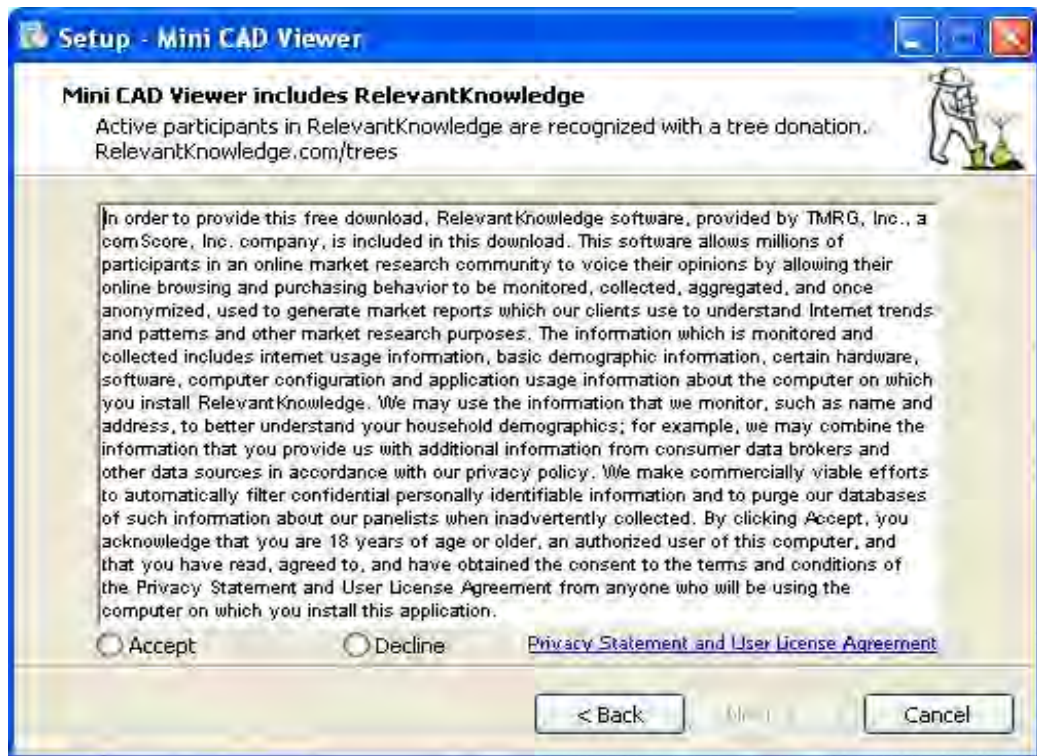 Setup - Mini CAD Viewer
Mini CAD Viewer includes RelevantKnowledge
Active participants in RelevantKnowledge are recognized with a tree donation.
RelevantKnowledge.com/trees
In order to provide this free download, RelevantKnowledge software, provided by TMRG, Inc., a
comScore, Inc. company, is included in this download. This software allows millions of
participants in an online market research community to voice their opinions by allowing their
online browsing and purchasing behavior to be monitored, collected, aggregated, and once
anonymized, used to generate market reports which our clients use to understand Internet trends
and patterns and other market research purposes. The information which is monitored and
collected includes internet usage information, basic demographic information, certain hardware,
software, computer configuration and application usage information about the computer on which
you install RelevantKnowledge. We may use the information that we monitor, such as name and
address, to better understand your household demographics; for example, we may combine the
information that you provide us with additional information from consumer data brokers and
other data sources in accordance with our privacy policy. We make commercially viable efforts
to automatically filter confidential personally identifiable information and to purge our databases
of such information about our panelists when inadvertently collected. By clicking Accept, you
acknowledge that you are 18 years of age or older, an authorized user of this computer, and
that you have read, agreed to, and have obtained the consent to the terms and conditions of
the Privacy Statement and User License Agreement from anyone who will be using the
computer on which you install this application.
Accept Decline Privacy Statement and User License Agreement
< Back Cancel